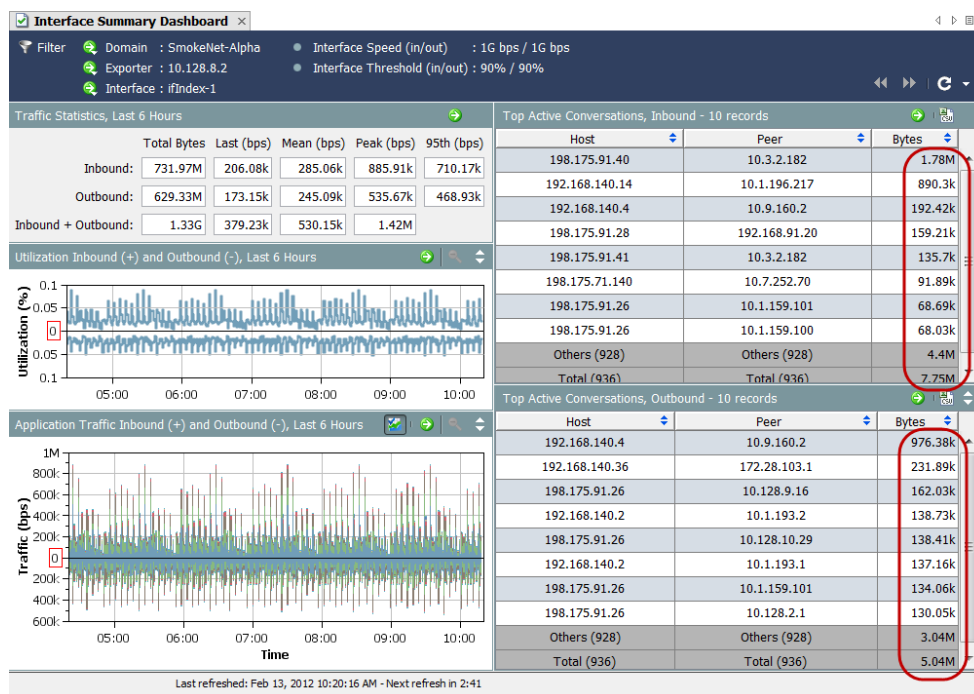 Interface Summary Dashboard ×
Filter
Domain : SmokeNet-Alpha
Interface Speed (in/out) : 1G bps / 1G bps
Exporter : 10.128.8.2
Interface Threshold (in/out) : 90% / 90%
Interface : ifIndex-1
Traffic Statistics, Last 6 Hours
Total Bytes Last (bps) Mean (bps) Peak (bps) 95th (bps)
Inbound: 731.97M 206.08k 285.06k 885.91k 710.17k
Outbound: 629.33M 173.15k 245.09k 535.67k 468.93k
Inbound + Outbound: 1.33G 379.23k 530.15k 1.42M
Utilization Inbound (+) and Outbound (-), Last 6 Hours
Utilization (%)
0.1
0.05
0
0.05
0.1
05:00 06:00 07:00 08:00 09:00 10:00
Application Traffic Inbound (+) and Outbound (-), Last 6 Hours
Traffic (bps)
1M
800k
600k
400k
200k
0
200k
400k
600k
05:00 06:00 07:00 08:00 09:00 10:00
Time
Top Active Conversations, Inbound - 10 records
CSU
Host Peer Bytes
198.175.91.40 10.3.2.182 1.78M
192.168.140.14 10.1.196.217 890.3k
192.168.140.4 10.9.160.2 192.42k
198.175.91.28 192.168.91.20 159.21k
198.175.91.41 10.3.2.182 135.7k
198.175.71.140 10.7.252.70 91.89k
198.175.91.26 10.1.159.101 68.69k
198.175.91.26 10.1.159.100 68.03k
Others (928) Others (928) 4.4M
Total (936) Total (936) 7.75M
Top Active Conversations, Outbound - 10 records
CSU
Host Peer Bytes
192.168.140.4 10.9.160.2 976.38k
192.168.140.36 172.28.103.1 231.89k
198.175.91.26 10.128.9.16 162.03k
192.168.140.2 10.1.193.2 138.73k
198.175.91.26 10.128.10.29 138.41k
192.168.140.2 10.1.193.1 137.16k
198.175.91.26 10.1.159.101 134.06k
198.175.91.26 10.128.2.1 130.05k
Others (928) Others (928) 3.04M
Total (936) Total (936) 5.04M
Last refreshed: Feb 13, 2012 10:20:16 AM - Next refresh in 2:41